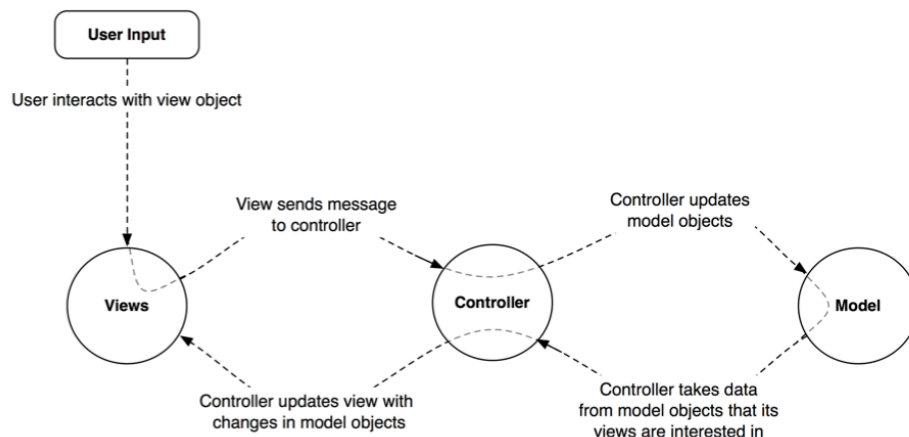 User Input
User interacts with view object
View sends message
to controller
Controller updates
model objects
Views
Controller
Model
Controller updates view with
changes in model objects
Controller takes data
from model objects that its
views are interested in